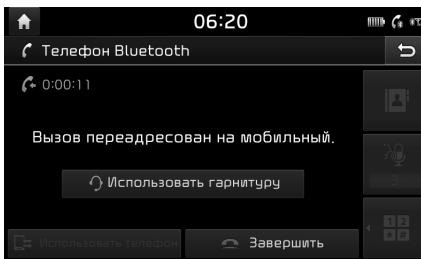 06:20
Телефон Bluetooth
0:00:11
Вызов переадресован на мобильный.
Использовать гарнитуру
Использовать телефон
Завершить